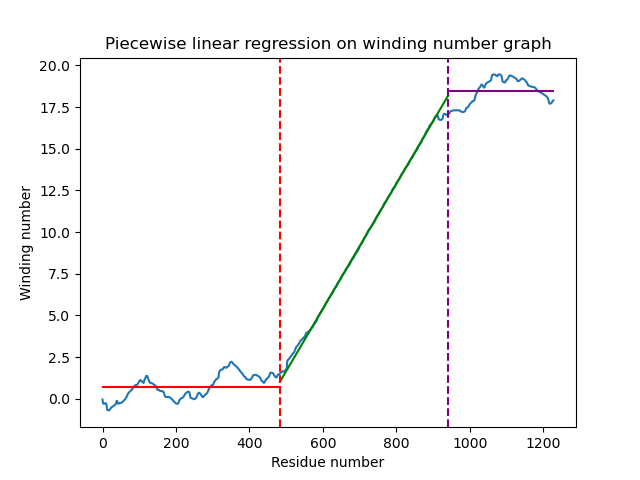 Piecewise linear regression on winding number graph
20.0
17.5
15.0
12.5
10.0
7.5
5.0
2.5
0.0
Winding number
0 200 400 600 800 1000 1200
Residue number